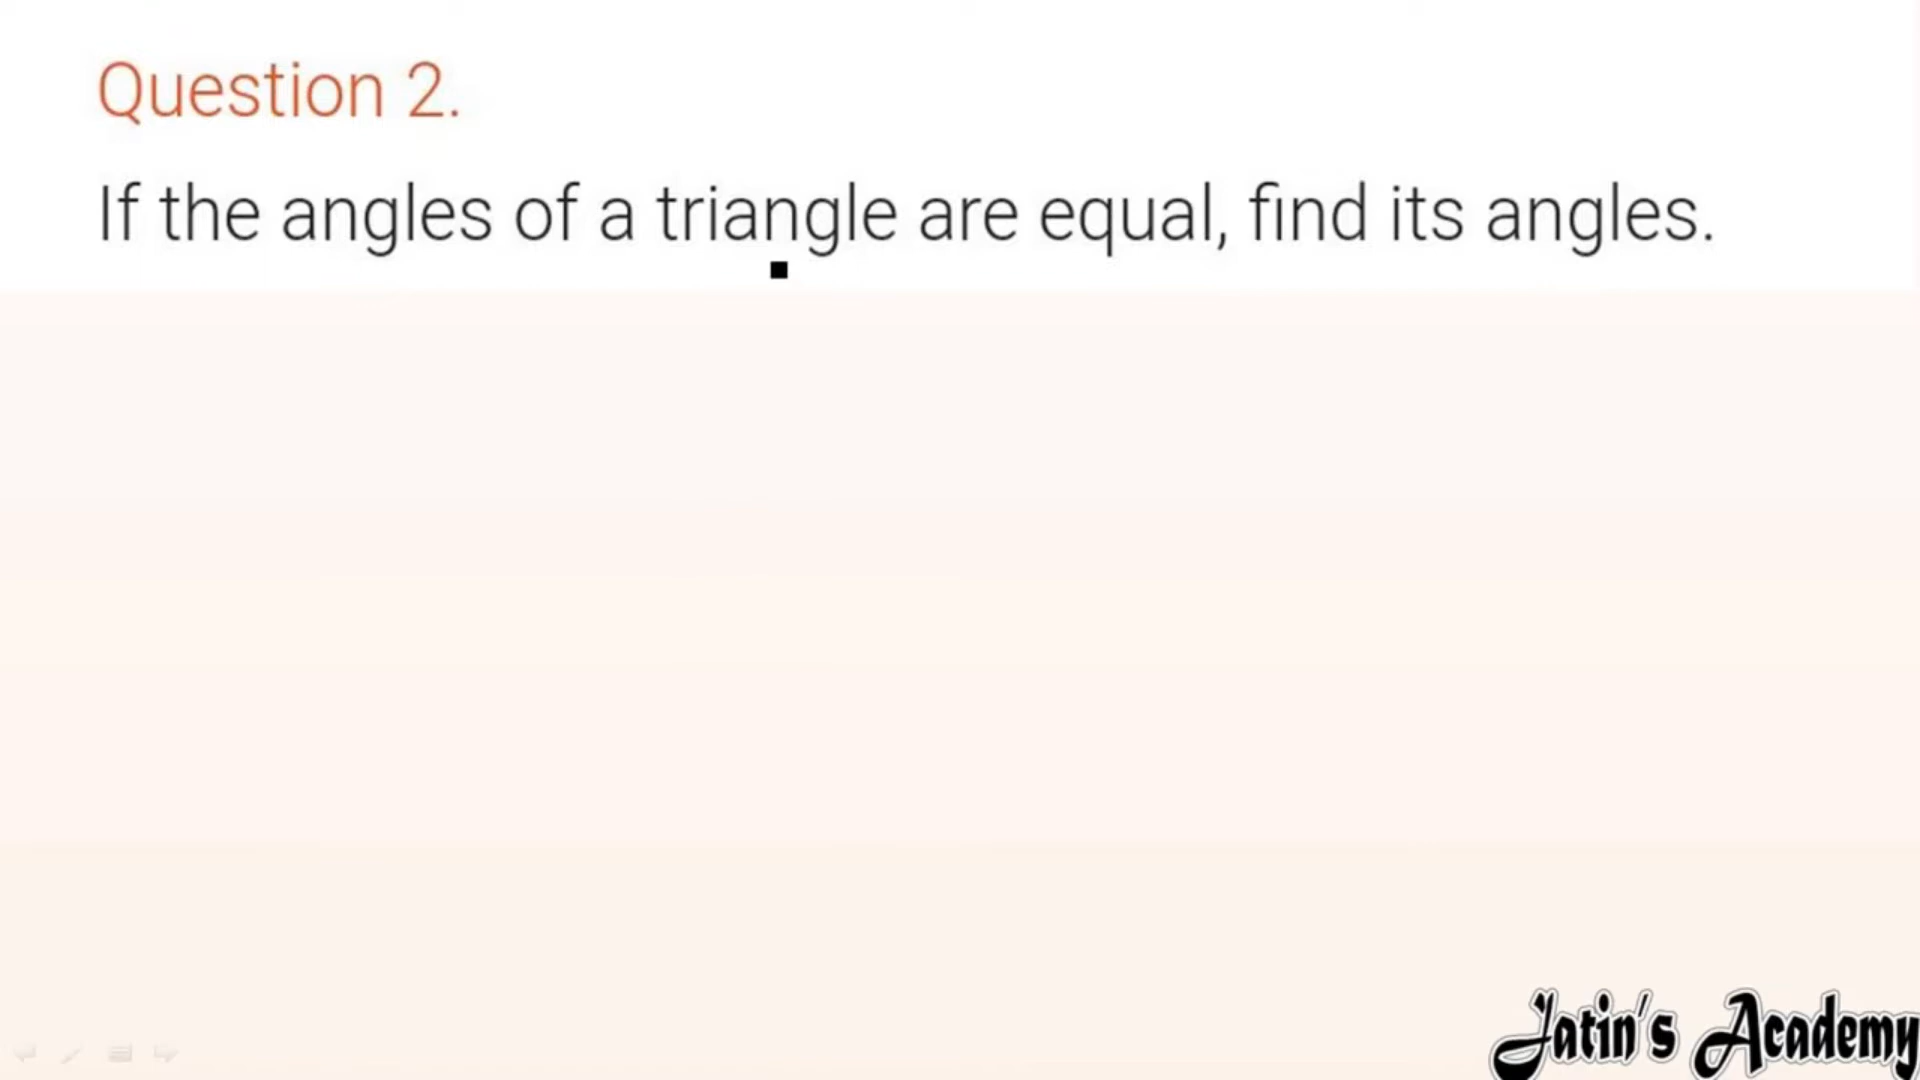 Question 2.
If the angles of a triangle are equal, find its angles.
Jatin's Academy